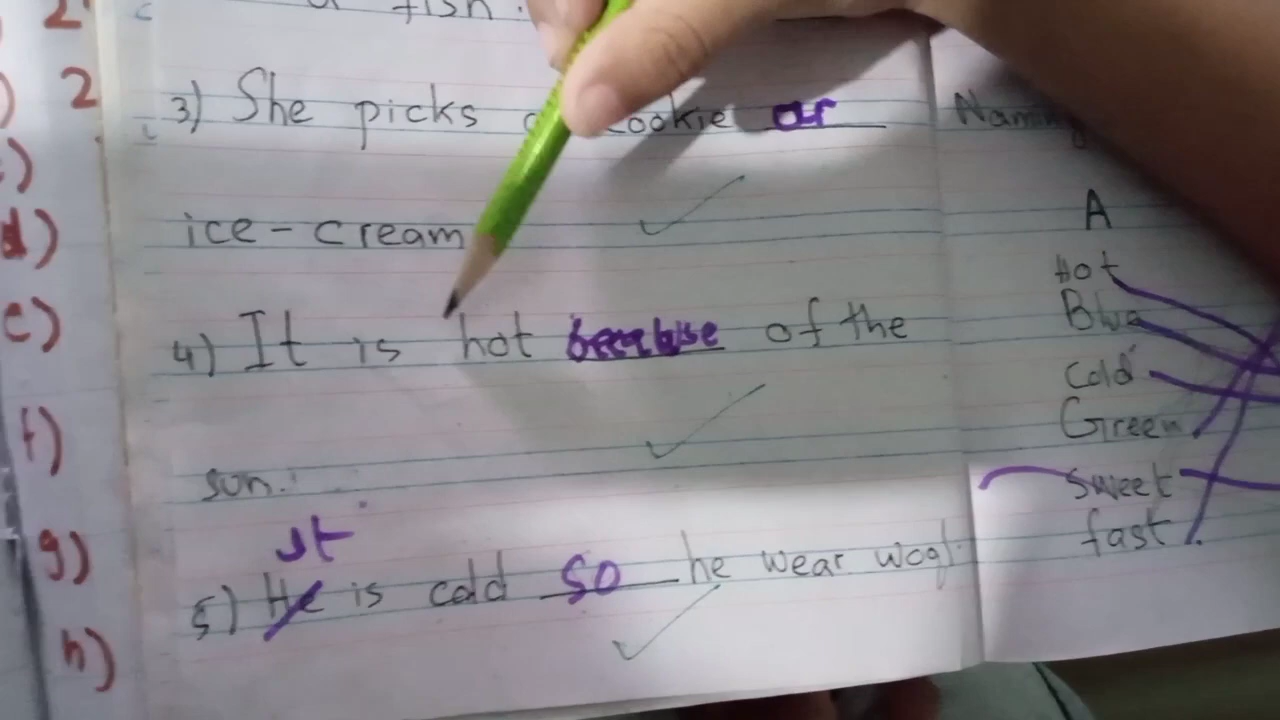 2
fish.
2
3) She picks cookie or
ice-cream
4) It is hot because of the
sun.
It
5) He is cold so he wear
A
Hot
Blue
Cold
Green
Sweet
fast
d)
e)
f)
g)
h)